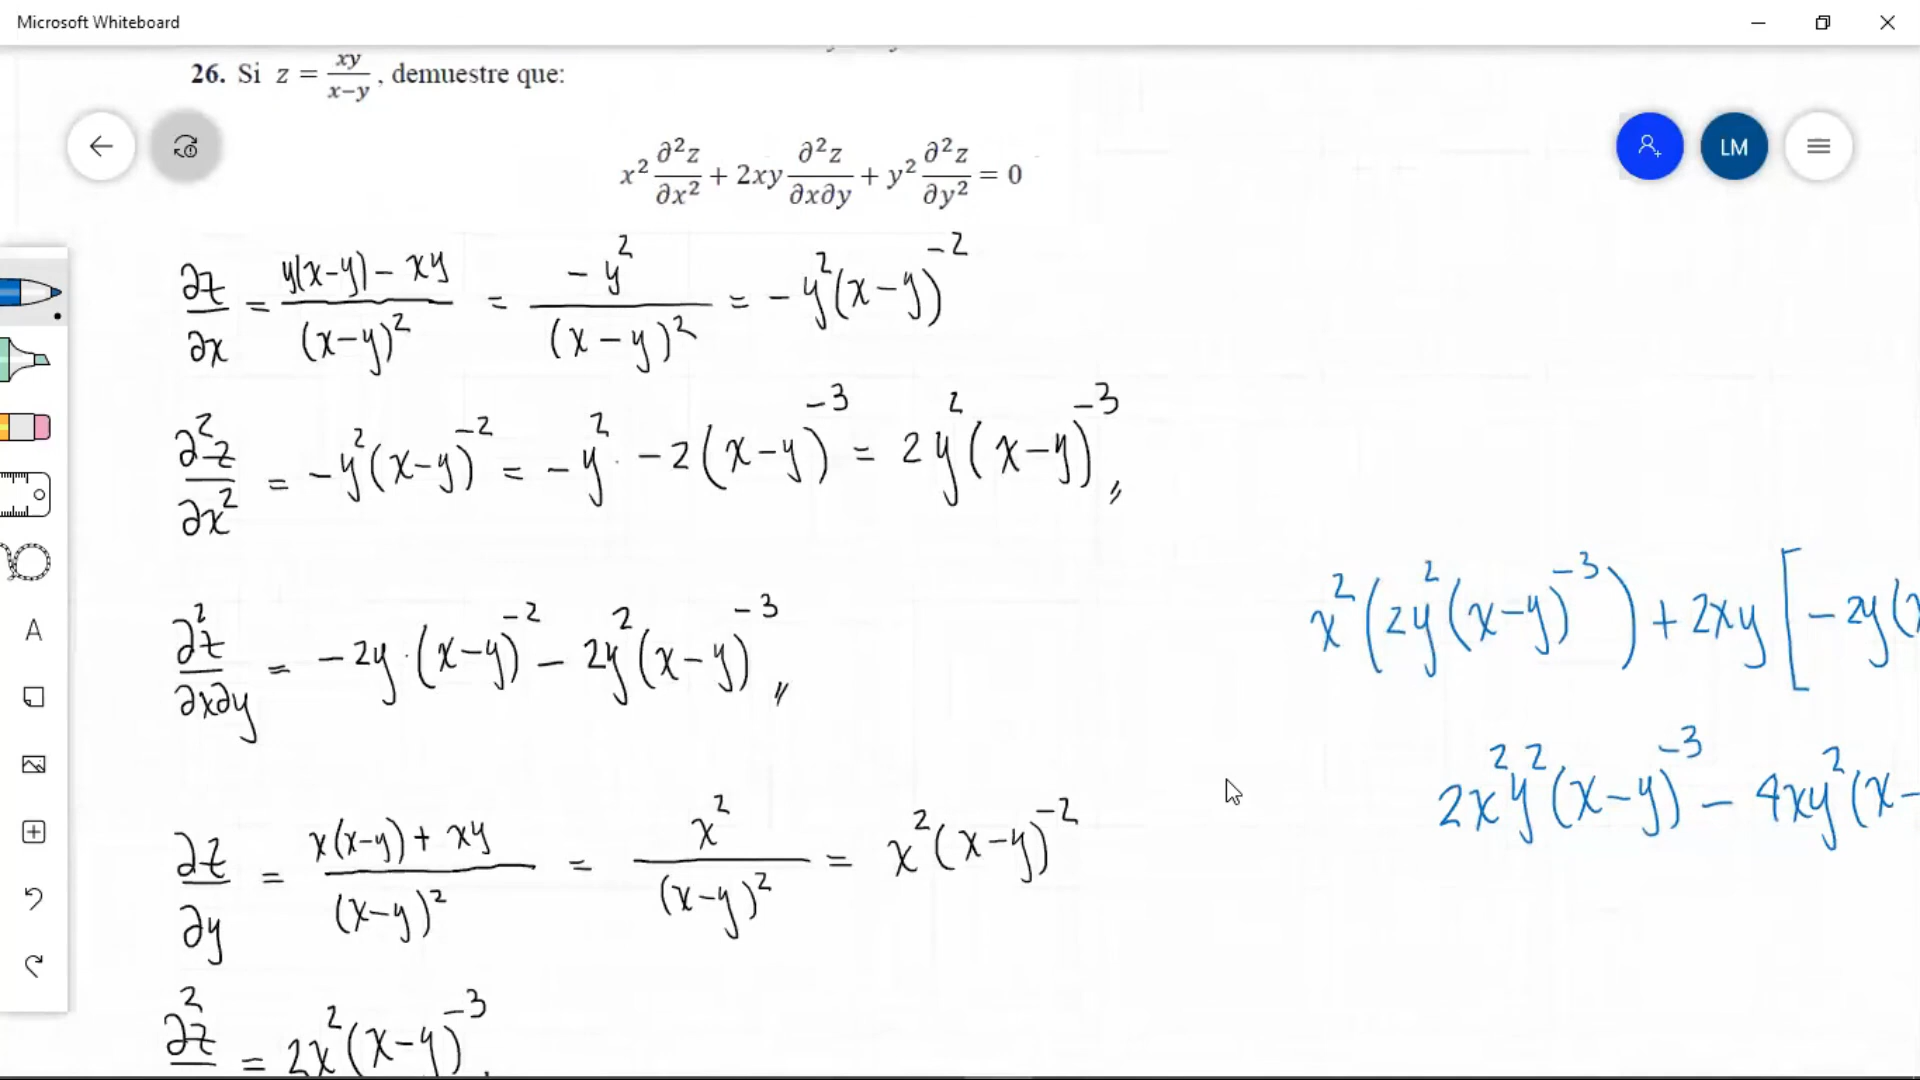 Microsoft Whiteboard
26. Si z = xy/(x−y), demuestre que:
LM
x² ∂²z/∂x² + 2xy ∂²z/∂x∂y + y² ∂²z/∂y² = 0
∂z/∂x = (y(x−y) − xy)/(x−y)² = −y²/(x−y)² = −y²(x−y)⁻²
∂²z/∂x² = −y²(x−y)⁻² = −y² · −2(x−y)⁻³ = 2y²(x−y)⁻³ //
∂²z/∂x∂y = −2y·(x−y)⁻² − 2y²(x−y)⁻³ //
x²(2y²(x−y)⁻³) + 2xy[−2y(x
2x²y²(x−y)⁻³ − 4xy²(x−
∂z/∂y = (x(x−y) + xy)/(x−y)² = x²/(x−y)² = x²(x−y)⁻²
∂²z = 2x²(x−y)⁻³
A